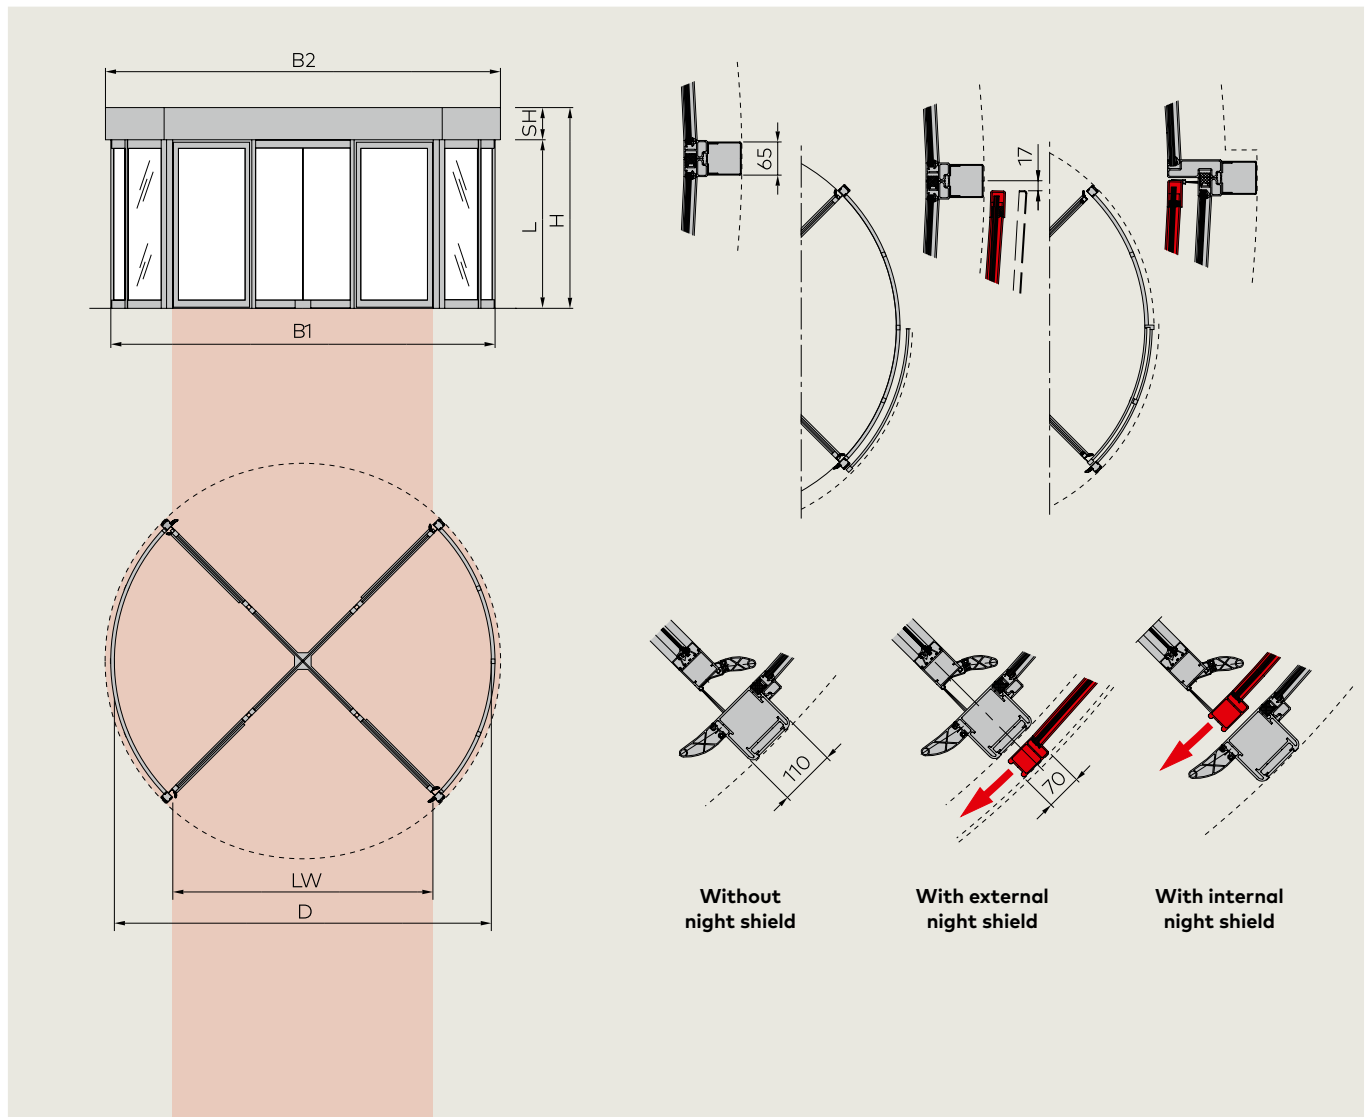 B2
SH
L
H
B1
65
17
LW
D
110
70
Without
night shield
With external
night shield
With internal
night shield